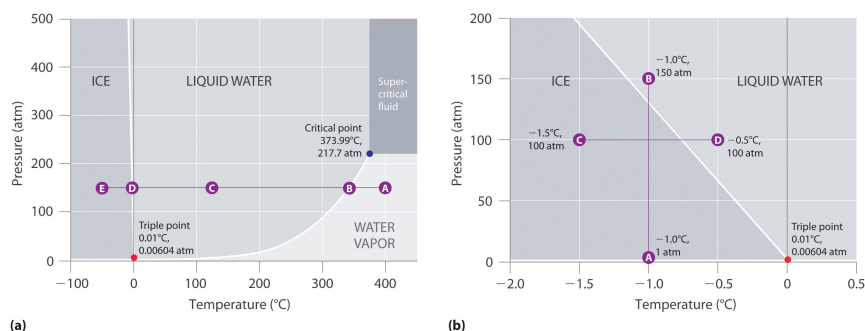 500
400
300
200
100
0
Pressure (atm)
ICE
LIQUID WATER
Super-
critical
fluid
Critical point
373.99°C,
217.7 atm
E
D
C
B
A
Triple point
0.01°C,
0.00604 atm
WATER
VAPOR
−100
0
100
200
300
400
Temperature (°C)
(a)
200
150
100
50
0
Pressure (atm)
ICE
LIQUID WATER
−1.0°C,
B
150 atm
−1.5°C,
100 atm
C
D
−0.5°C,
100 atm
−1.0°C,
A
1 atm
Triple point
0.01°C,
0.00604 atm
−2.0
−1.5
−1.0
−0.5
0
0.5
Temperature (°C)
(b)